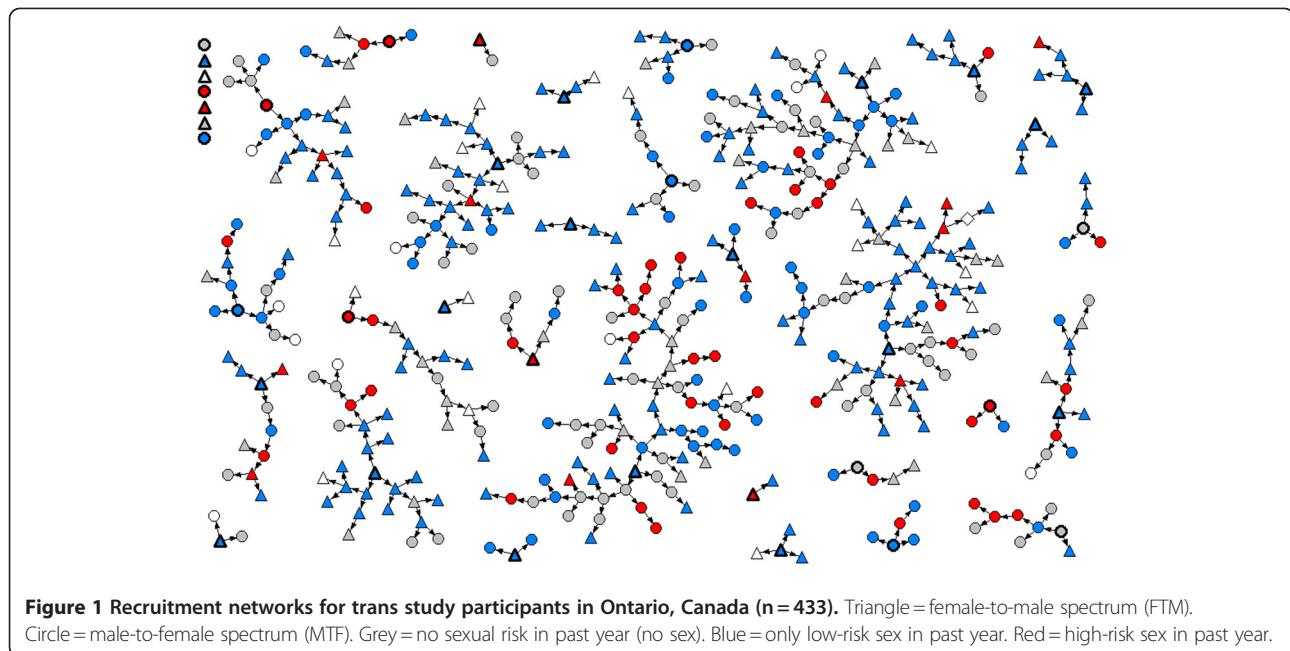 Figure 1 Recruitment networks for trans study participants in Ontario, Canada (n = 433). Triangle = female-to-male spectrum (FTM).
Circle = male-to-female spectrum (MTF). Grey = no sexual risk in past year (no sex). Blue = only low-risk sex in past year. Red = high-risk sex in past year.